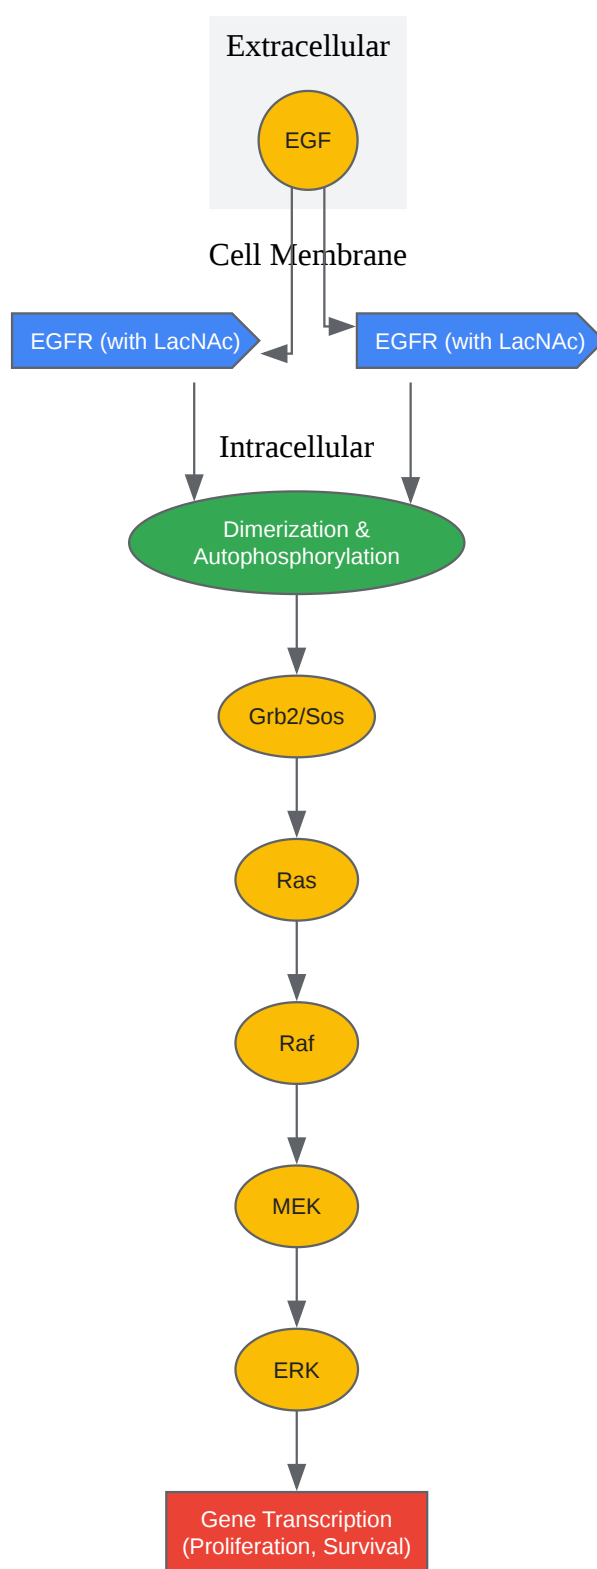 Extracellular
EGF
Cell Membrane
EGFR (with LacNAc)
EGFR (with LacNAc)
Intracellular
Dimerization &
Autophosphorylation
Grb2/Sos
Ras
Raf
MEK
ERK
Gene Transcription
(Proliferation, Survival)